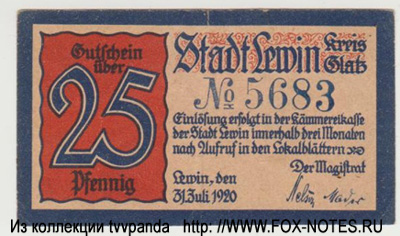 Gutschein
über
25
Pfennig
Stadt Lewin Kreis
Glatz
No 5683
Einlösung erfolgt in der Kämmereikasse
der Stadt Lewin innerhalb drei Monaten
nach Aufruf in den Lokalblättern
Der Magistrat
Lewin, den
31. Juli 1920
Из коллекции tvvpanda http://www.FOX-NOTES.RU